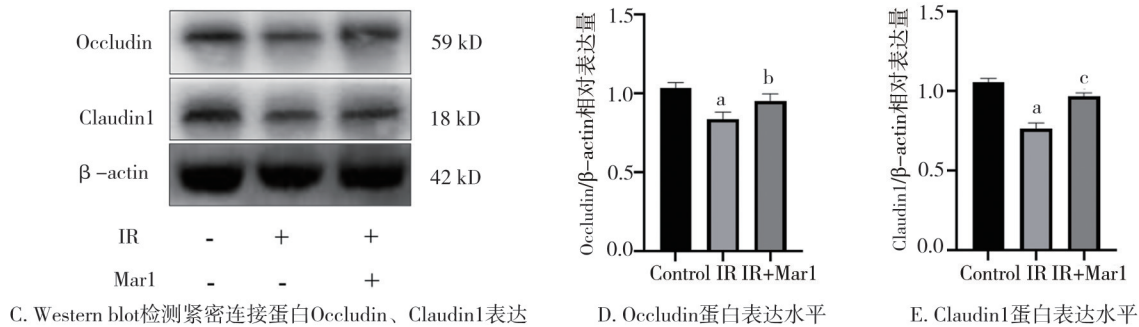 Occludin 59 kD
Claudin1 18 kD
β-actin 42 kD
IR - + +
Mar1 - - +
C. Western blot检测紧密连接蛋白Occludin、Claudin1表达
Occludin/β-actin相对表达量
1.5
1.0
0.5
0.0
a
b
Control IR IR+Mar1
D. Occludin蛋白表达水平
Claudin1/β-actin相对表达量
1.5
1.0
0.5
0.0
a
c
Control IR IR+Mar1
E. Claudin1蛋白表达水平